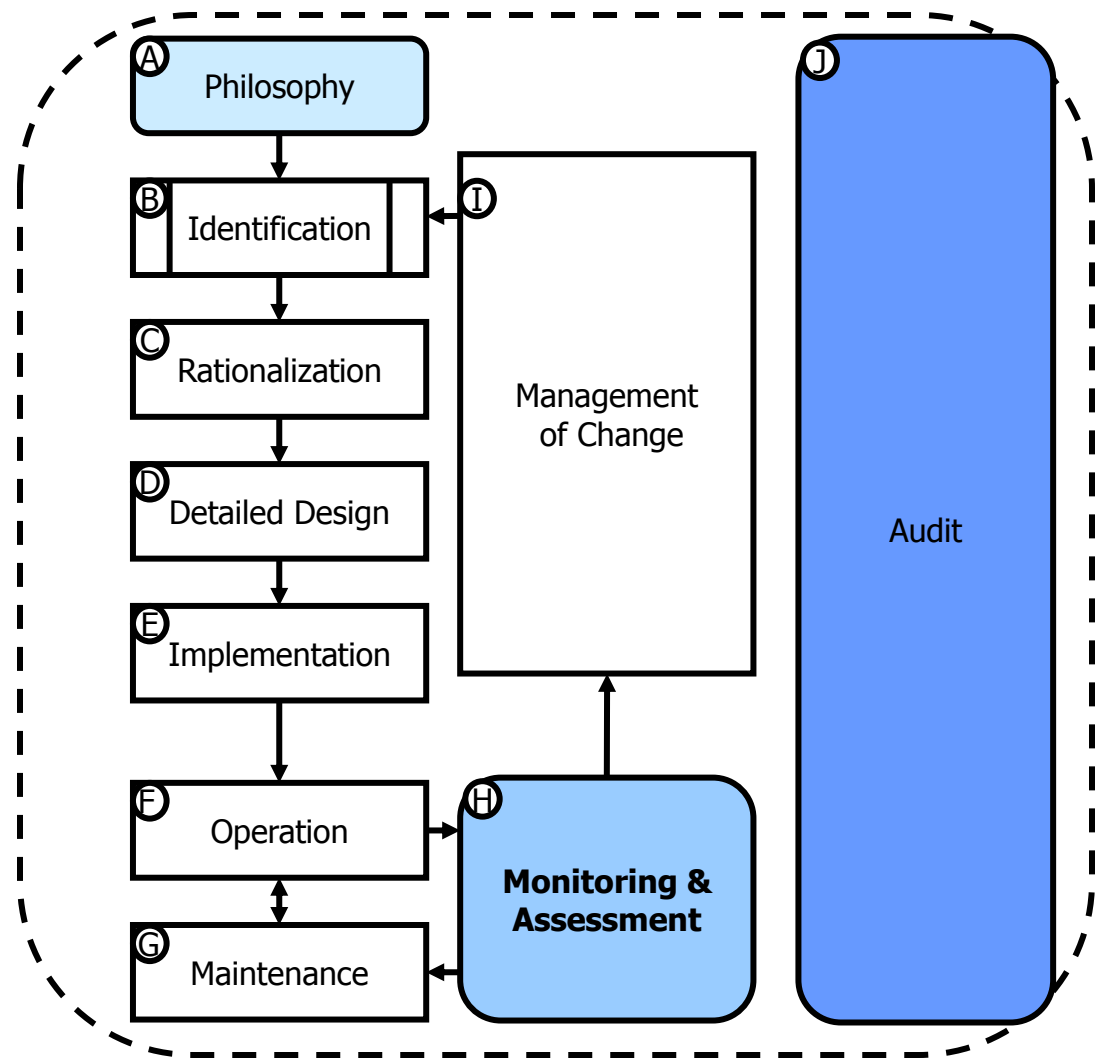 A
Philosophy
B
Identification
C
Rationalization
D
Detailed Design
E
Implementation
F
Operation
G
Maintenance
H
Monitoring &
Assessment
I
Management
of Change
J
Audit